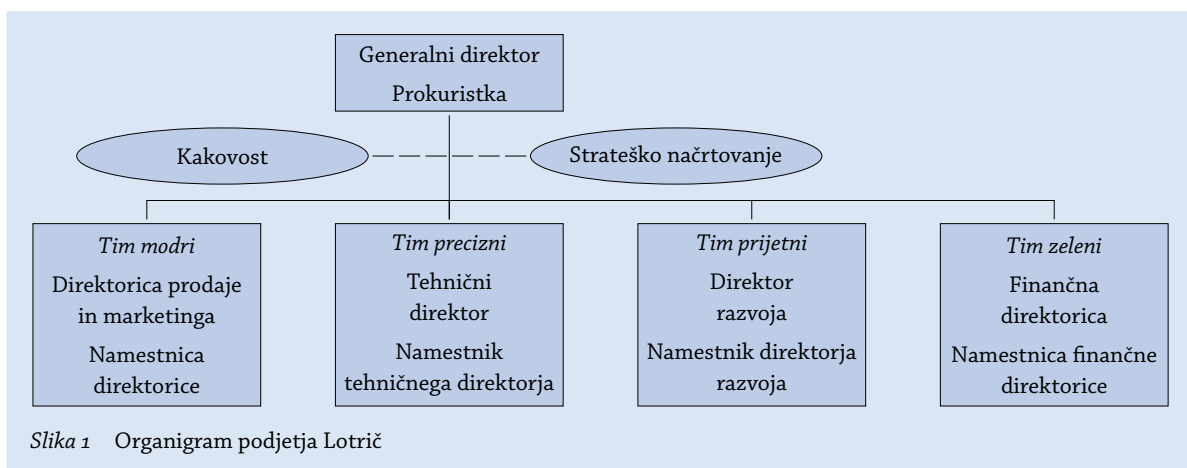 Generalni direktor
Prokuristka
Kakovost
Strateško načrtovanje
Tim modri
Direktorica prodaje
in marketinga
Namestnica
direktorice
Tim precizni
Tehnični
direktor
Namestnik
tehničnega direktorja
Tim prijetni
Direktor
razvoja
Namestnik direktorja
razvoja
Tim zeleni
Finančna
direktorica
Namestnica finančne
direktorice
Slika 1 Organigram podjetja Lotrič